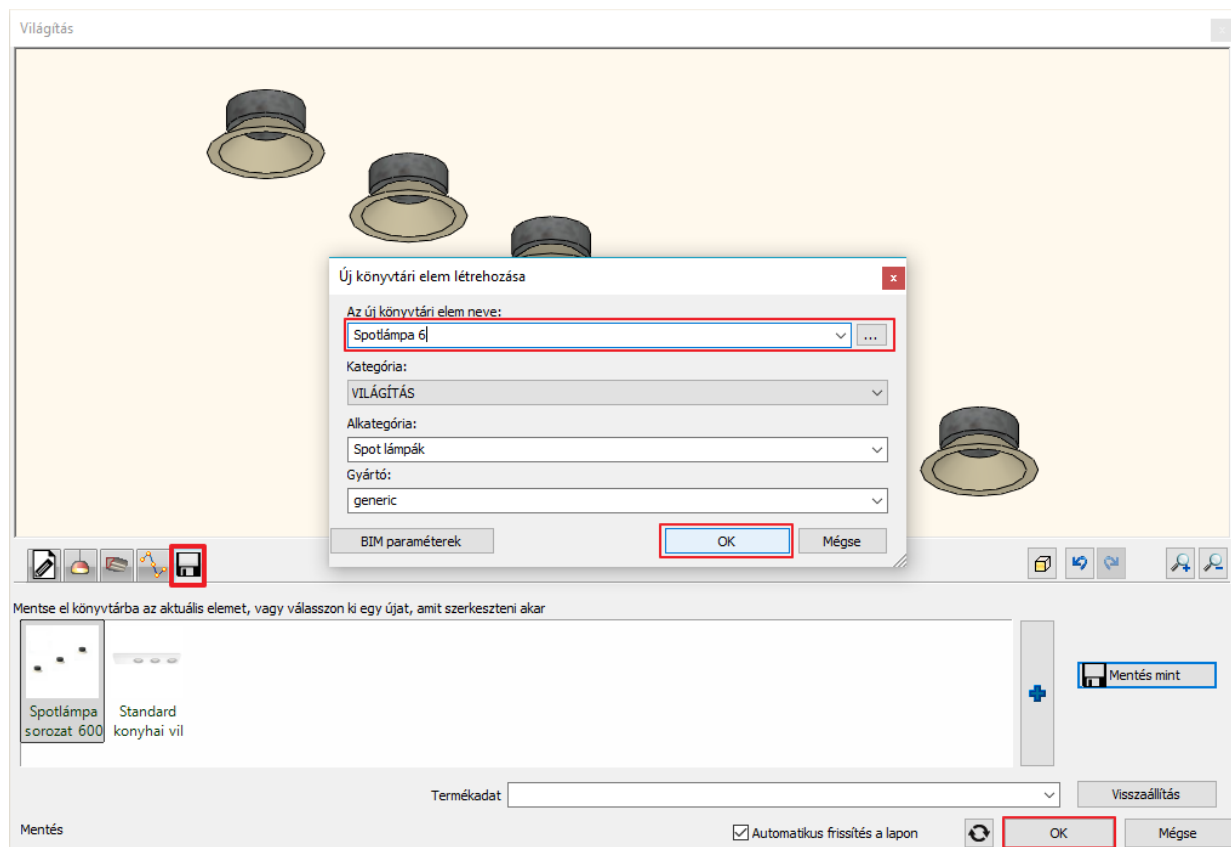 Világítás
Új könyvtári elem létrehozása
x
Az új könyvtári elem neve:
Spotlámpa 6
...
Kategória:
VILÁGÍTÁS
Alkategória:
Spot lámpák
Gyártó:
generic
BIM paraméterek
OK
Mégse
Mentse el könyvtárba az aktuális elemet, vagy válasszon ki egy újat, amit szerkeszteni akar
Spotlámpa
sorozat 600
Standard
konyhai vil
Mentés mint
Termékadat
Visszaállítás
Mentés
Automatikus frissítés a lapon
OK
Mégse